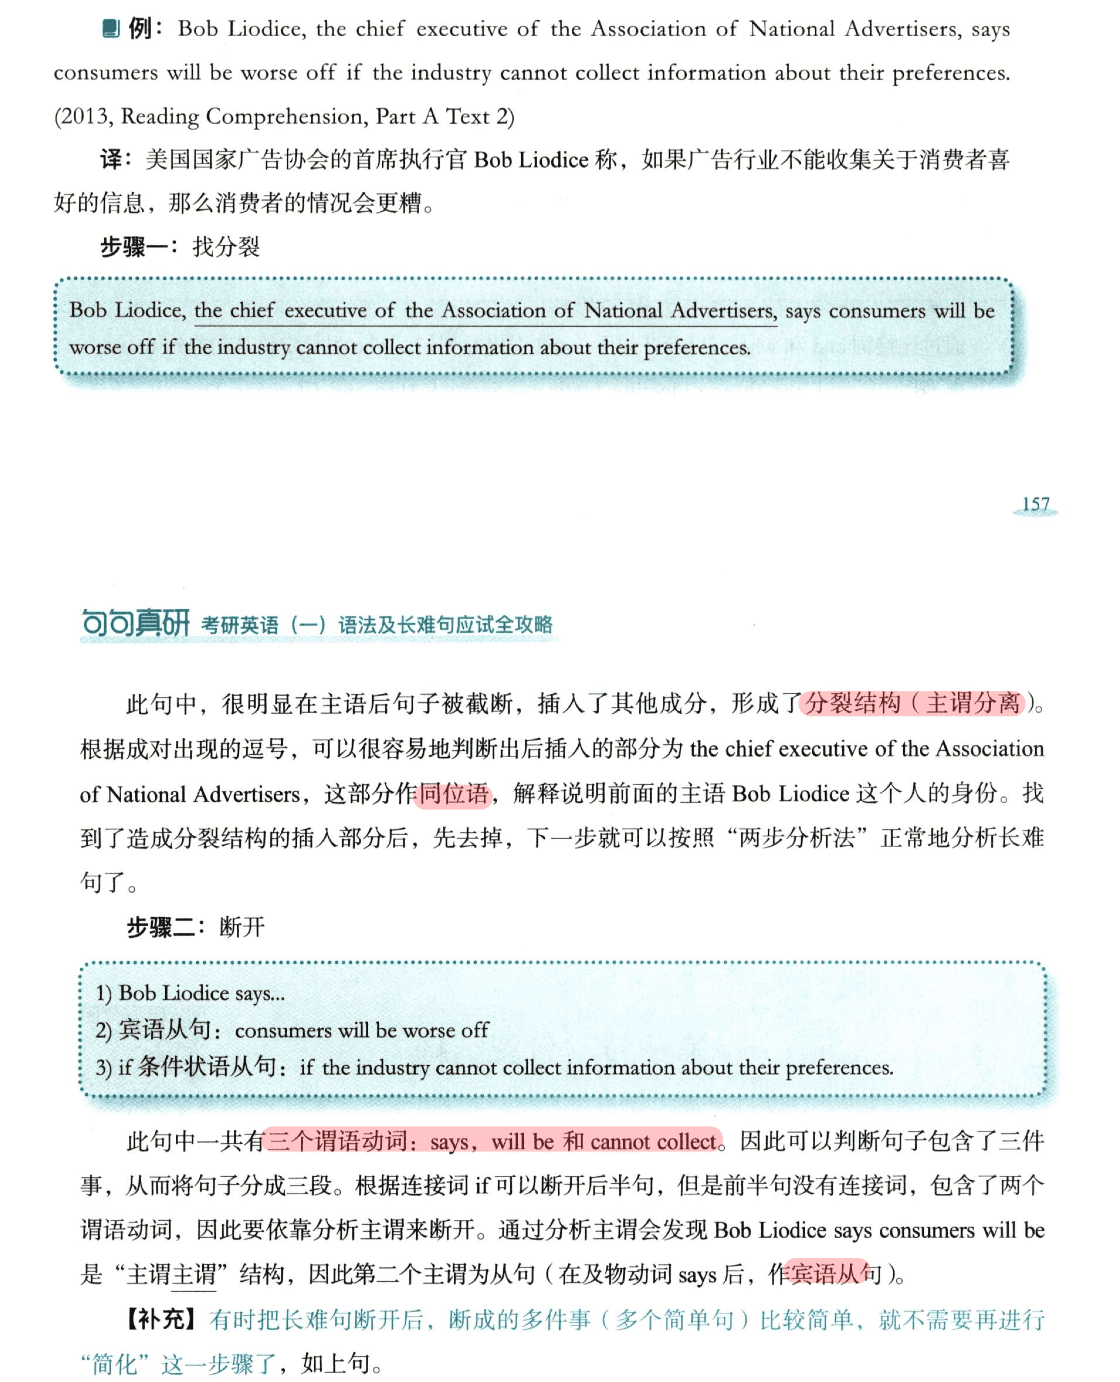 例：Bob Liodice, the chief executive of the Association of National Advertisers, says
consumers will be worse off if the industry cannot collect information about their preferences.
(2013, Reading Comprehension, Part A Text 2)
译：美国国家广告协会的首席执行官 Bob Liodice 称，如果广告行业不能收集关于消费者喜
好的信息，那么消费者的情况会更糟。
步骤一：找分裂
Bob Liodice, the chief executive of the Association of National Advertisers, says consumers will be
worse off if the industry cannot collect information about their preferences.
157
句句真研 考研英语（一）语法及长难句应试全攻略
此句中，很明显在主语后句子被截断，插入了其他成分，形成了分裂结构（主谓分离）。
根据成对出现的逗号，可以很容易地判断出后插入的部分为 the chief executive of the Association
of National Advertisers，这部分作同位语，解释说明前面的主语 Bob Liodice 这个人的身份。找
到了造成分裂结构的插入部分后，先去掉，下一步就可以按照“两步分析法”正常地分析长难
句了。
步骤二：断开
1) Bob Liodice says...
2) 宾语从句：consumers will be worse off
3) if 条件状语从句：if the industry cannot collect information about their preferences.
此句中一共有三个谓语动词：says，will be 和 cannot collect。因此可以判断句子包含了三件
事，从而将句子分成三段。根据连接词 if 可以断开后半句，但是前半句没有连接词，包含了两个
谓语动词，因此要依靠分析主谓来断开。通过分析主谓会发现 Bob Liodice says consumers will be
是“主谓主谓”结构，因此第二个主谓为从句（在及物动词 says 后，作宾语从句）。
【补充】有时把长难句断开后，断成的多件事（多个简单句）比较简单，就不需要再进行
“简化”这一步骤了，如上句。